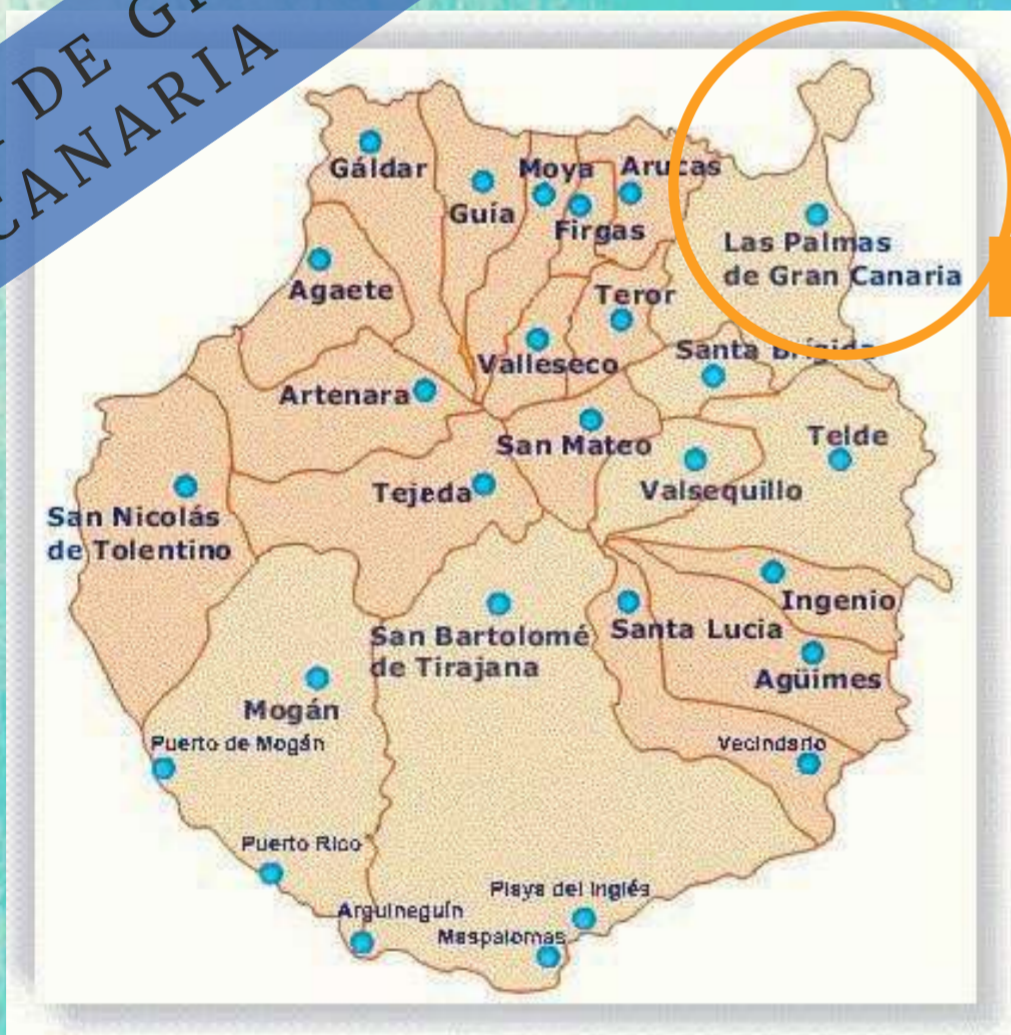 DE GR
CANARIA
Gáldar
Guía
Moya
Arucas
Firgas
Las Palmas
de Gran Canaria
Agaete
Teror
Valleseco
Santa Brígida
Artenara
San Mateo
Telde
Tejeda
Valsequillo
San Nicolás
de Tolentino
Ingenio
San Bartolomé
de Tirajana
Santa Lucia
Agüimes
Mogán
Puerto de Mogán
Vecindario
Puerto Rico
Playa del Inglés
Arguineguín
Maspalomas